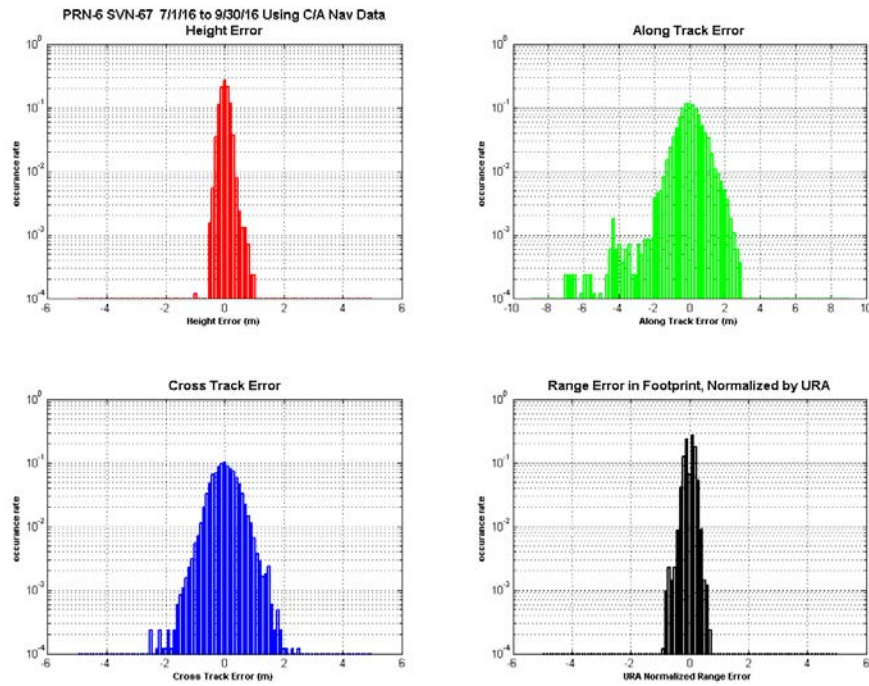 PRN-6 SVN-67 7/1/16 to 9/30/16 Using C/A Nav Data
Height Error
10^0
10^-1
10^-2
10^-3
10^-4
occurance rate
-6 -4 -2 0 2 4 6
Height Error (m)
Along Track Error
10^0
10^-1
10^-2
10^-3
10^-4
occurance rate
-10 -8 -6 -4 -2 0 2 4 6 8 10
Along Track Error (m)
Cross Track Error
10^0
10^-1
10^-2
10^-3
10^-4
occurance rate
-6 -4 -2 0 2 4 6
Cross Track Error (m)
Range Error in Footprint, Normalized by URA
10^0
10^-1
10^-2
10^-3
10^-4
occurance rate
-6 -4 -2 0 2 4 6
URA Normalized Range Error